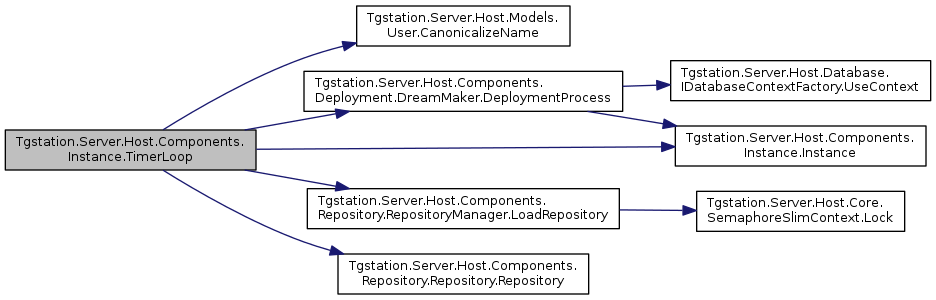 Tgstation.Server.Host.Models.
User.CanonicalizeName
Tgstation.Server.Host.Components.
Deployment.DreamMaker.DeploymentProcess
Tgstation.Server.Host.Database.
IDatabaseContextFactory.UseContext
Tgstation.Server.Host.Components.
Instance.TimerLoop
Tgstation.Server.Host.Components.
Instance.Instance
Tgstation.Server.Host.Components.
Repository.RepositoryManager.LoadRepository
Tgstation.Server.Host.Core.
SemaphoreSlimContext.Lock
Tgstation.Server.Host.Components.
Repository.Repository.Repository